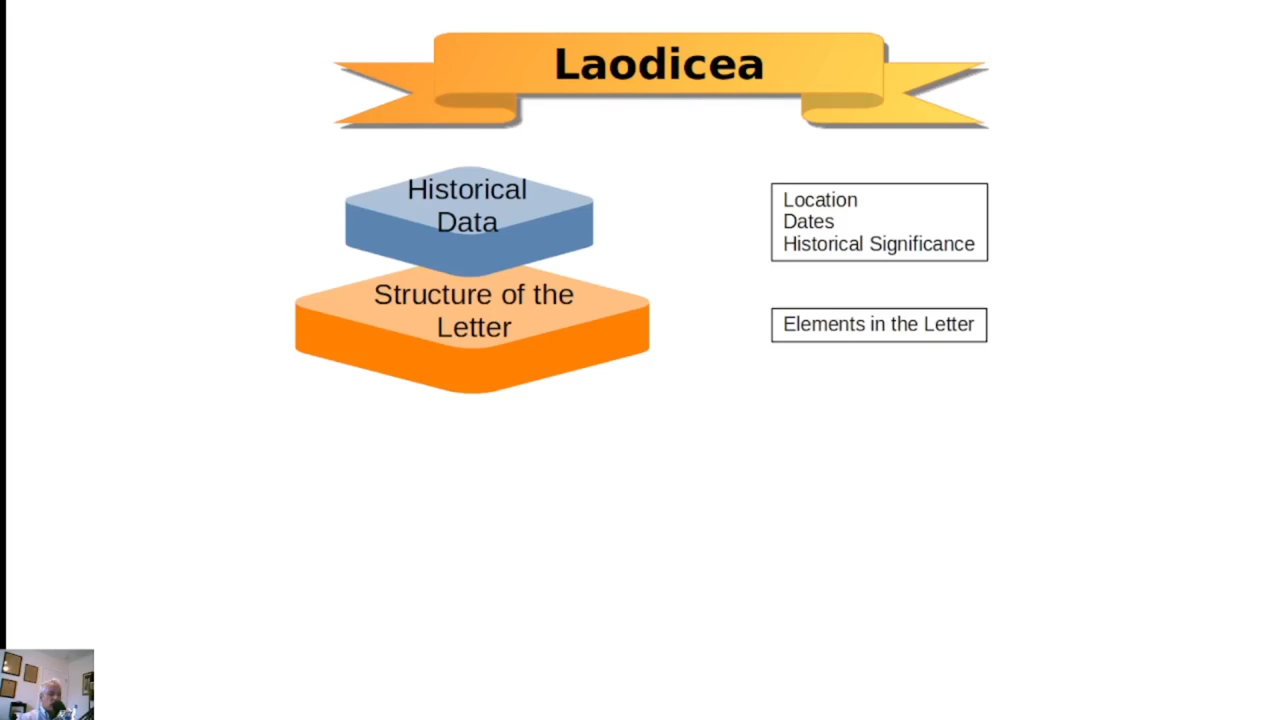 Laodicea
Historical
Data
Location
Dates
Historical Significance
Structure of the
Letter
Elements in the Letter